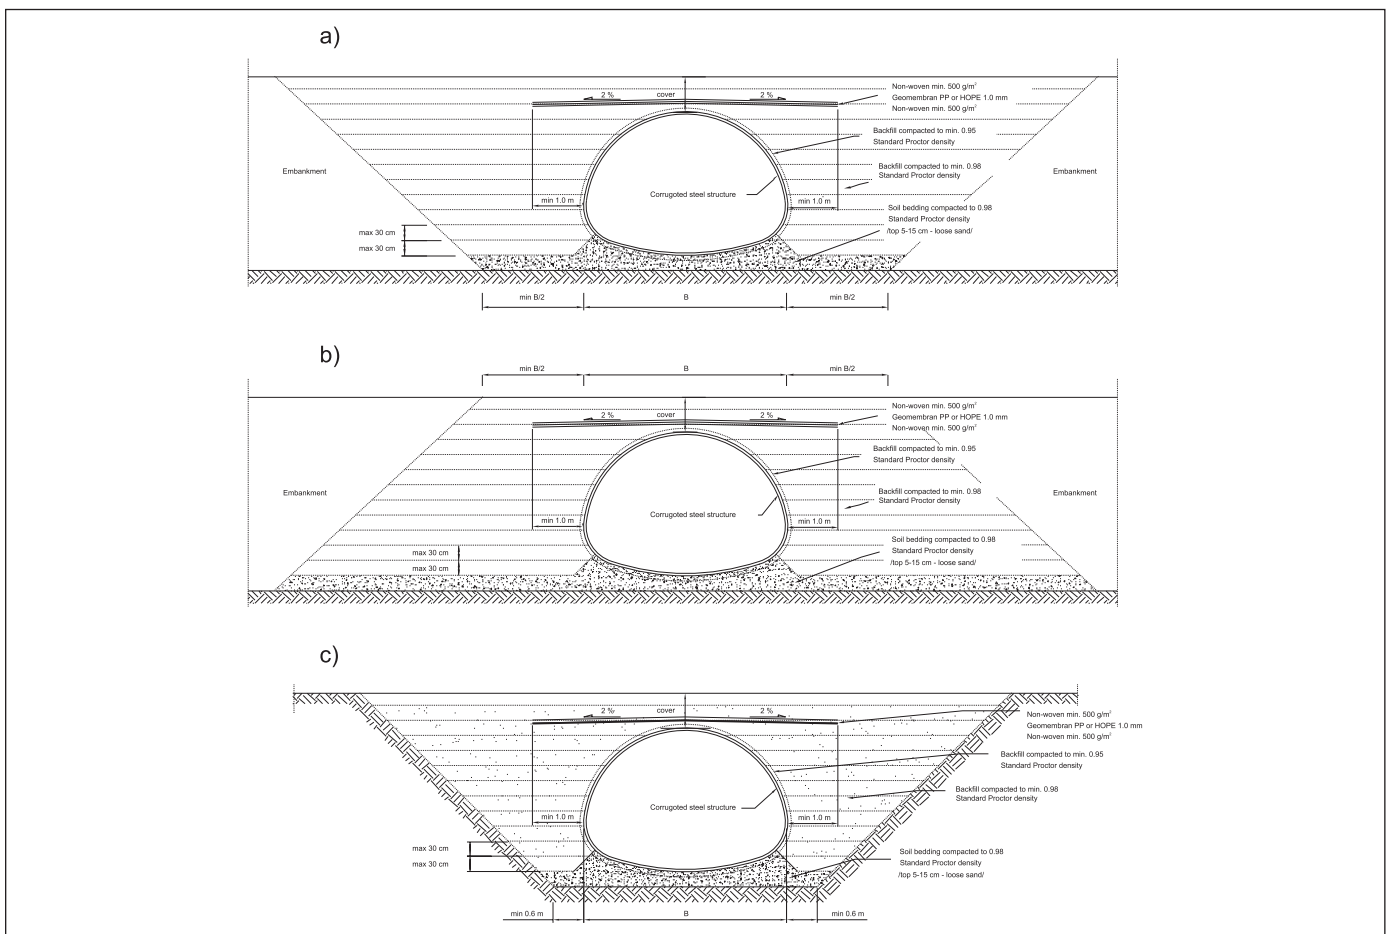 a)
2 %
cover
2 %
Non-woven min. 500 g/m²
Geomembran PP or HOPE 1.0 mm
Non-woven min. 500 g/m²
Backfill compacted to min. 0.95
Standard Proctor density
Embankment
Backfill compacted to min. 0.98
Standard Proctor density
Embankment
Corrugoted steel structure
min 1.0 m
min 1.0 m
Soil bedding compacted to 0.98
Standard Proctor density
/top 5-15 cm - loose sand/
max 30 cm
max 30 cm
min B/2
B
min B/2
b)
min B/2
B
min B/2
2 %
cover
2 %
Non-woven min. 500 g/m²
Geomembran PP or HOPE 1.0 mm
Non-woven min. 500 g/m²
Backfill compacted to min. 0.95
Standard Proctor density
Embankment
Backfill compacted to min. 0.98
Standard Proctor density
Embankment
Corrugoted steel structure
min 1.0 m
min 1.0 m
Soil bedding compacted to 0.98
Standard Proctor density
/top 5-15 cm - loose sand/
max 30 cm
max 30 cm
c)
2 %
cover
2 %
Non-woven min. 500 g/m²
Geomembran PP or HOPE 1.0 mm
Non-woven min. 500 g/m²
Backfill compacted to min. 0.95
Standard Proctor density
Backfill compacted to min. 0.98
Standard Proctor density
Corrugoted steel structure
min 1.0 m
min 1.0 m
max 30 cm
max 30 cm
Soil bedding compacted to 0.98
Standard Proctor density
/top 5-15 cm - loose sand/
min 0.6 m
B
min 0.6 m